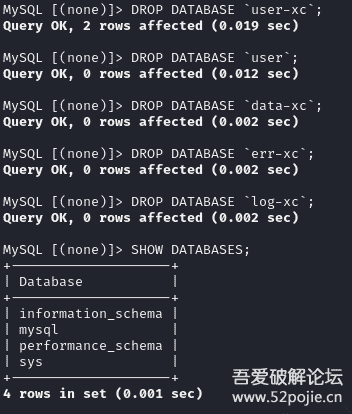 MySQL [(none)]> DROP DATABASE `user-xc`;
Query OK, 2 rows affected (0.019 sec)
MySQL [(none)]> DROP DATABASE `user`;
Query OK, 0 rows affected (0.012 sec)
MySQL [(none)]> DROP DATABASE `data-xc`;
Query OK, 0 rows affected (0.002 sec)
MySQL [(none)]> DROP DATABASE `err-xc`;
Query OK, 0 rows affected (0.002 sec)
MySQL [(none)]> DROP DATABASE `log-xc`;
Query OK, 0 rows affected (0.002 sec)
MySQL [(none)]> SHOW DATABASES;
+--------------------+
| Database           |
+--------------------+
| information_schema |
| mysql              |
| performance_schema |
| sys                |
+--------------------+
4 rows in set (0.001 sec)
吾爱破解论坛
www.52pojie.cn